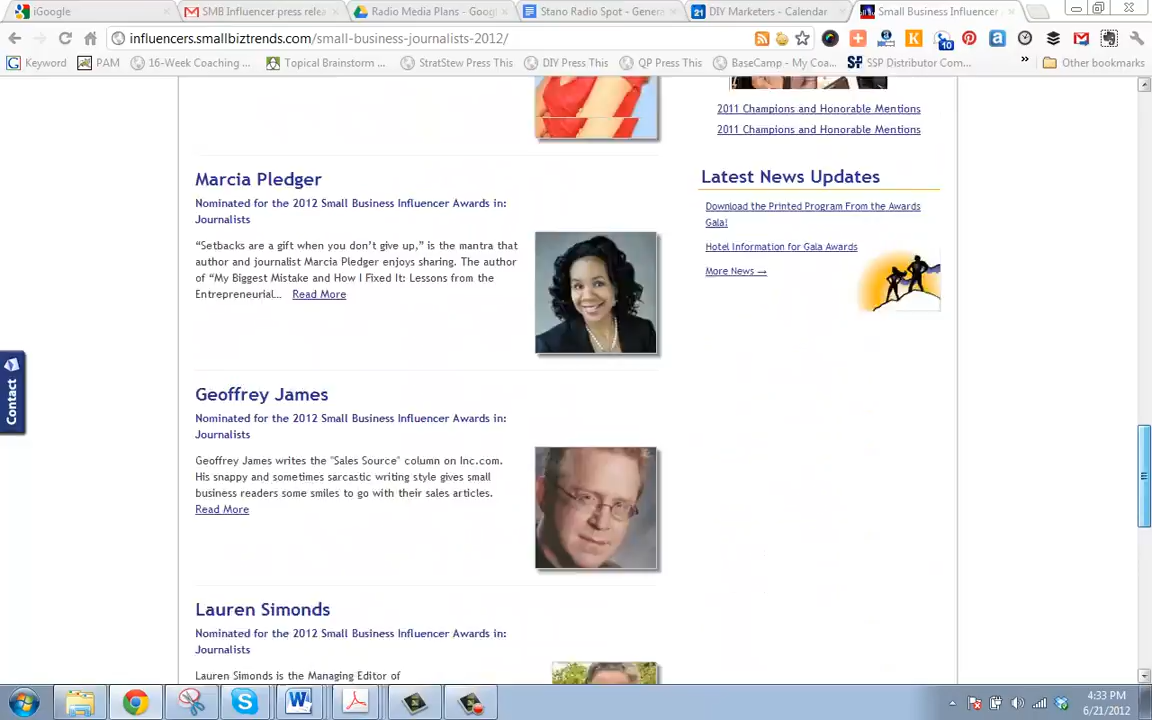 iGoogle
SMB Influencer press relea
Radio Media Plans - Googl
Stano Radio Spot - Gener
DIY Marketers - Calendar
Small Business Influencer
influencers.smallbiztrends.com/small-business-journalists-2012/
10
Keyword
PAM
16-Week Coaching ...
Topical Brainstorm ...
StratStew Press This
DIY Press This
QP Press This
BaseCamp - My Coa...
SSP Distributor Com...
»
Other bookmarks
2011 Champions and Honorable Mentions
2011 Champions and Honorable Mentions
Marcia Pledger
Nominated for the 2012 Small Business Influencer Awards in:
Journalists
“Setbacks are a gift when you don’t give up,” is the mantra that
author and journalist Marcia Pledger enjoys sharing. The author
of “My Biggest Mistake and How I Fixed It: Lessons from the
Entrepreneurial... Read More
Latest News Updates
Download the Printed Program From the Awards
Gala!
Hotel Information for Gala Awards
More News →
Contact
Geoffrey James
Nominated for the 2012 Small Business Influencer Awards in:
Journalists
Geoffrey James writes the "Sales Source" column on Inc.com.
His snappy and sometimes sarcastic writing style gives small
business readers some smiles to go with their sales articles.
Read More
Lauren Simonds
Nominated for the 2012 Small Business Influencer Awards in:
Journalists
Lauren Simonds is the Managing Editor of
4:33 PM
6/21/2012